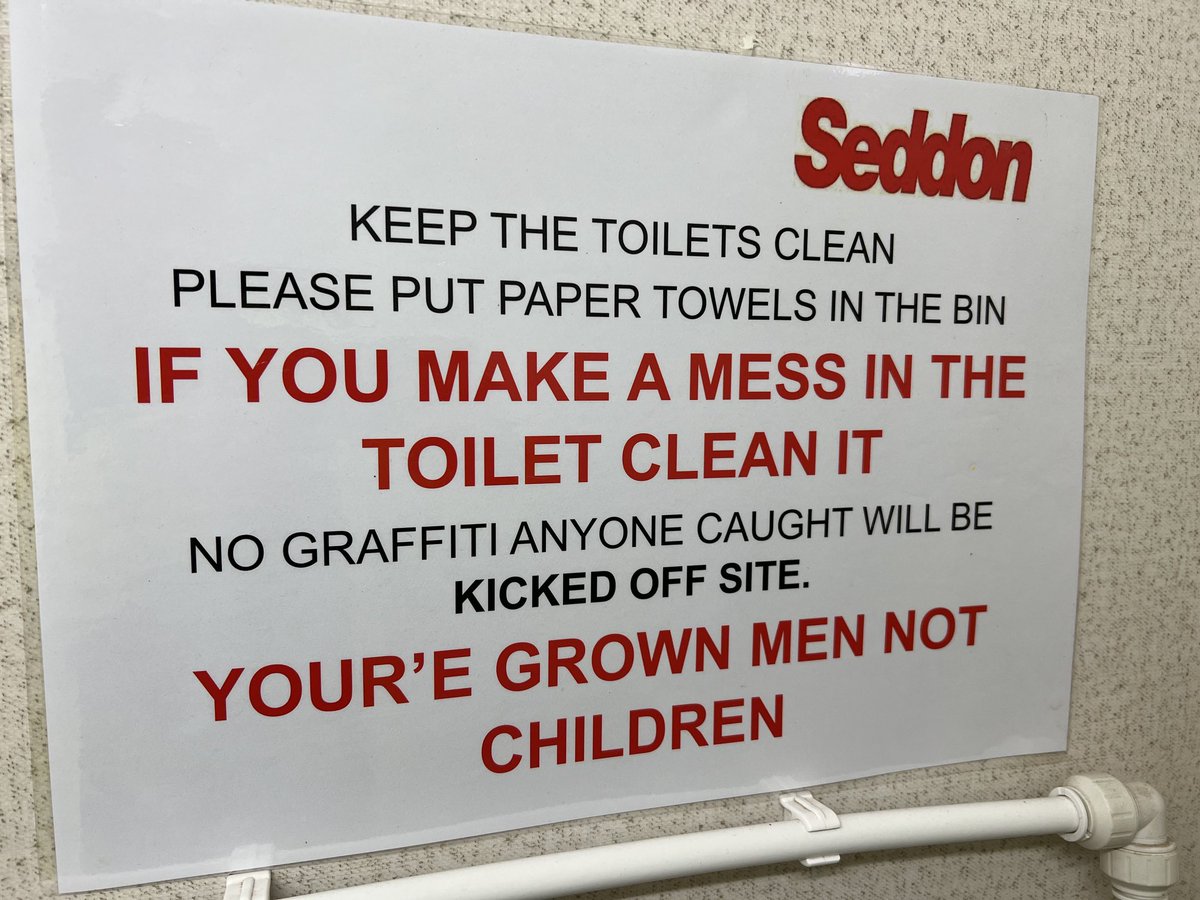 Seddon
KEEP THE TOILETS CLEAN
PLEASE PUT PAPER TOWELS IN THE BIN
IF YOU MAKE A MESS IN THE
TOILET CLEAN IT
NO GRAFFITI ANYONE CAUGHT WILL BE
KICKED OFF SITE.
YOUR’E GROWN MEN NOT
CHILDREN